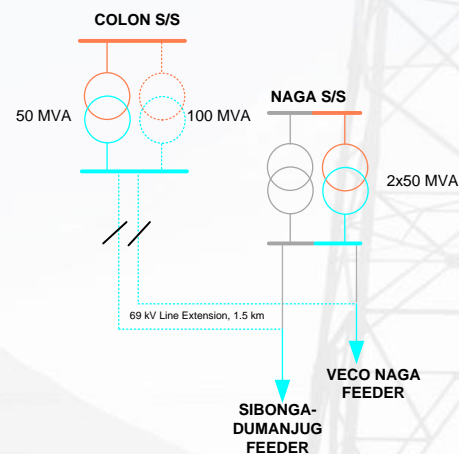 COLON S/S
50 MVA
100 MVA
NAGA S/S
2x50 MVA
69 kV Line Extension, 1.5 km
VECO NAGA
FEEDER
SIBONGA-
DUMANJUG
FEEDER